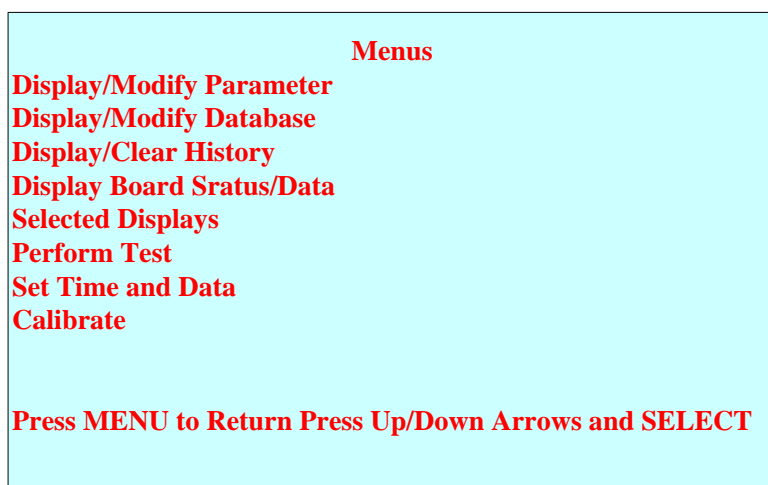 Menus
Display/Modify Parameter
Display/Modify Database
Display/Clear History
Display Board Sratus/Data
Selected Displays
Perform Test
Set Time and Data
Calibrate
Press MENU to Return Press Up/Down Arrows and SELECT